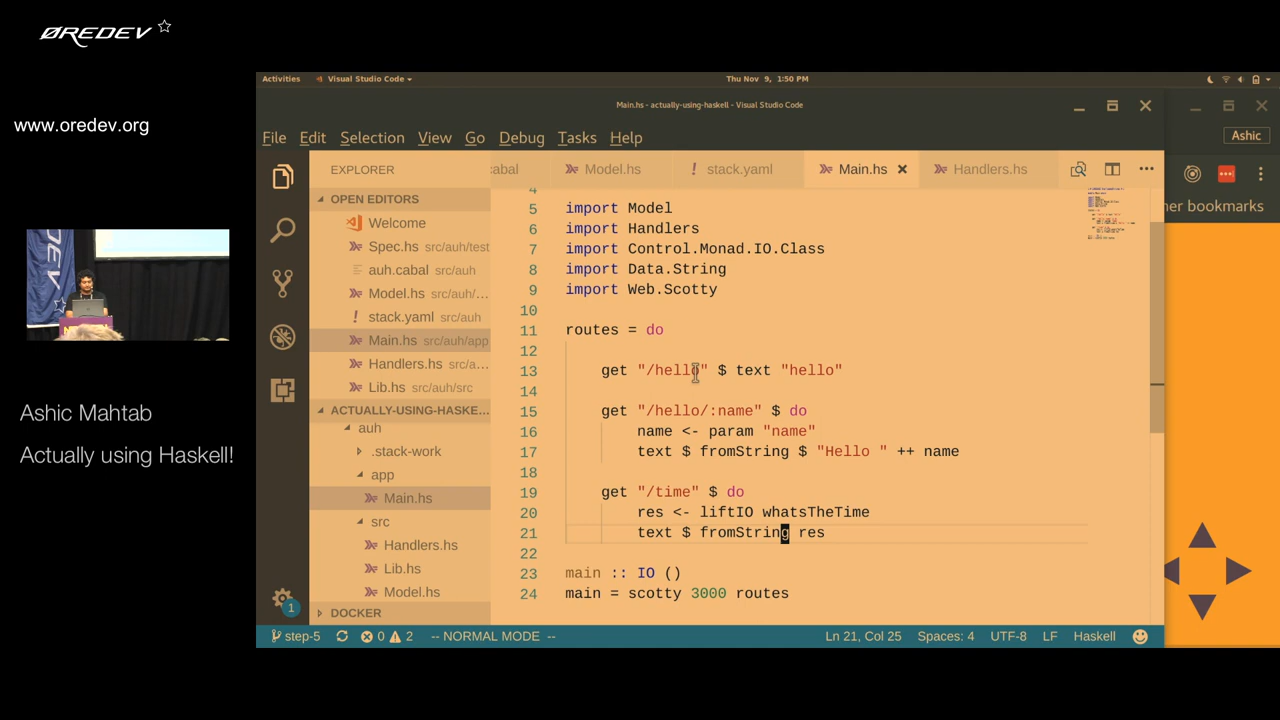 ØREDEV
www.oredev.org
Ashic Mahtab
Actually using Haskell!
Activities Visual Studio Code Thu Nov 9, 1:50 PM
Main.hs - actually-using-haskell - Visual Studio Code
Ashic
File Edit Selection View Go Debug Tasks Help
EXPLORER
abal Model.hs ! stack.yaml Main.hs Handlers.hs
er bookmarks
OPEN EDITORS
Welcome
Spec.hs src/auh/test
auh.cabal src/auh
Model.hs src/auh/...
! stack.yaml src/auh
Main.hs src/auh/app
Handlers.hs src/a...
Lib.hs src/auh/src
ACTUALLY-USING-HASKE...
auh
.stack-work
app
Main.hs
src
Handlers.hs
Lib.hs
Model.hs
DOCKER
1
4
5 import Model
6 import Handlers
7 import Control.Monad.IO.Class
8 import Data.String
9 import Web.Scotty
10
11 routes = do
12
13 get "/hello" $ text "hello"
14
15 get "/hello/:name" $ do
16 name <- param "name"
17 text $ fromString $ "Hello " ++ name
18
19 get "/time" $ do
20 res <- liftIO whatsTheTime
21 text $ fromString res
22
23 main :: IO ()
24 main = scotty 3000 routes
step-5 0 2 -- NORMAL MODE -- Ln 21, Col 25 Spaces: 4 UTF-8 LF Haskell